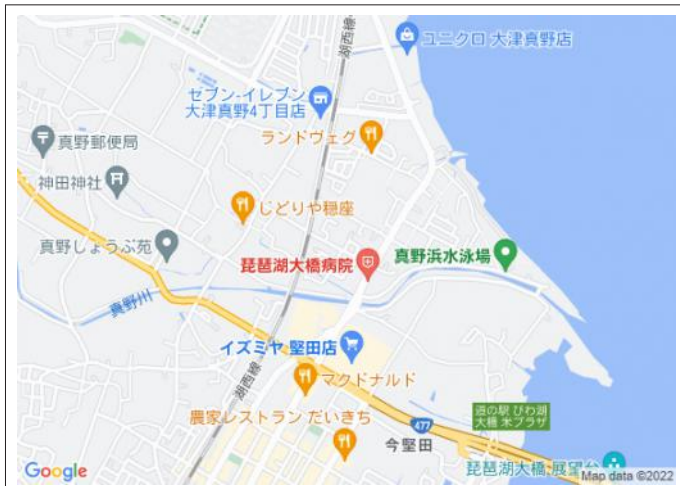 ユニクロ 大津真野店
湖西線
セブン-イレブン
大津真野4丁目店
ランドヴェグ
真野郵便局
神田神社
じどりや穏座
真野しょうぶ苑
琵琶湖大橋病院
真野浜水泳場
真野川
イズミヤ 堅田店
湖西線
マクドナルド
農家レストラン だいきち
477
道の駅 びわ湖
大橋 米プラザ
今堅田
琵琶湖大橋 展望台
Google
Map data ©2022